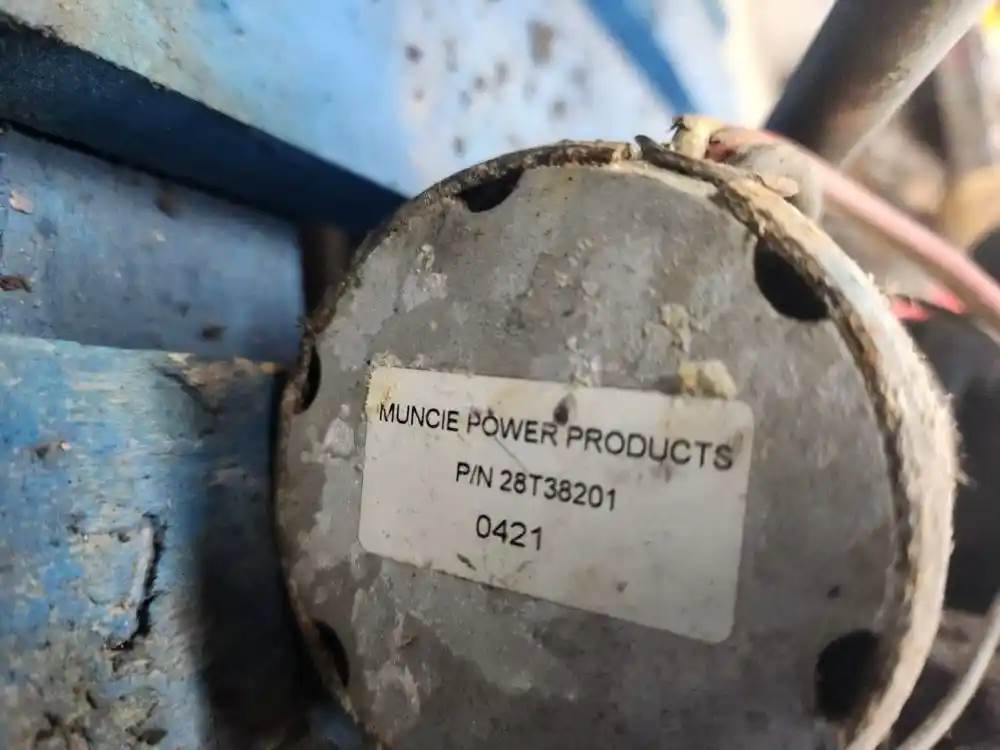 MUNCIE POWER PRODUCTS
P/N 28T38201
0421